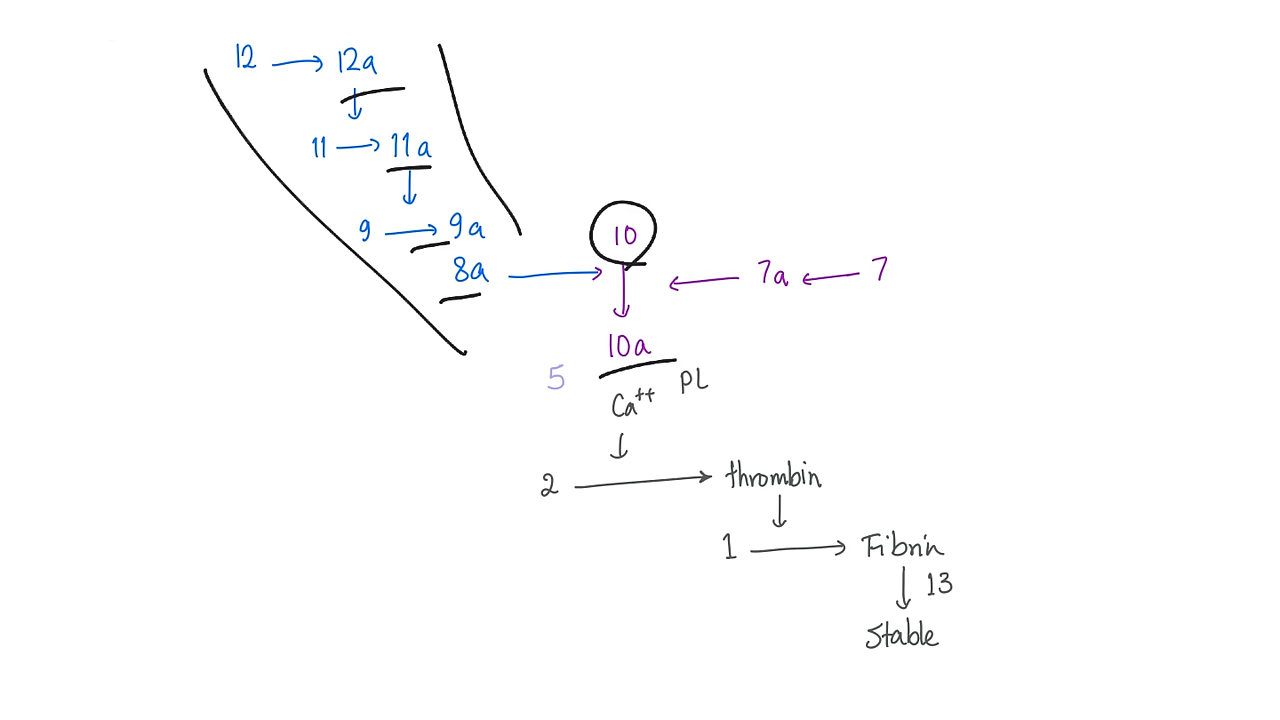 12 → 12a
↓
11 → 11a
↓
9 → 9a
8a → 10 ← 7a ← 7
↓
10a
5 Ca⁺⁺ PL
↓
2 → thrombin
↓
1 → Fibrin
↓ 13
Stable